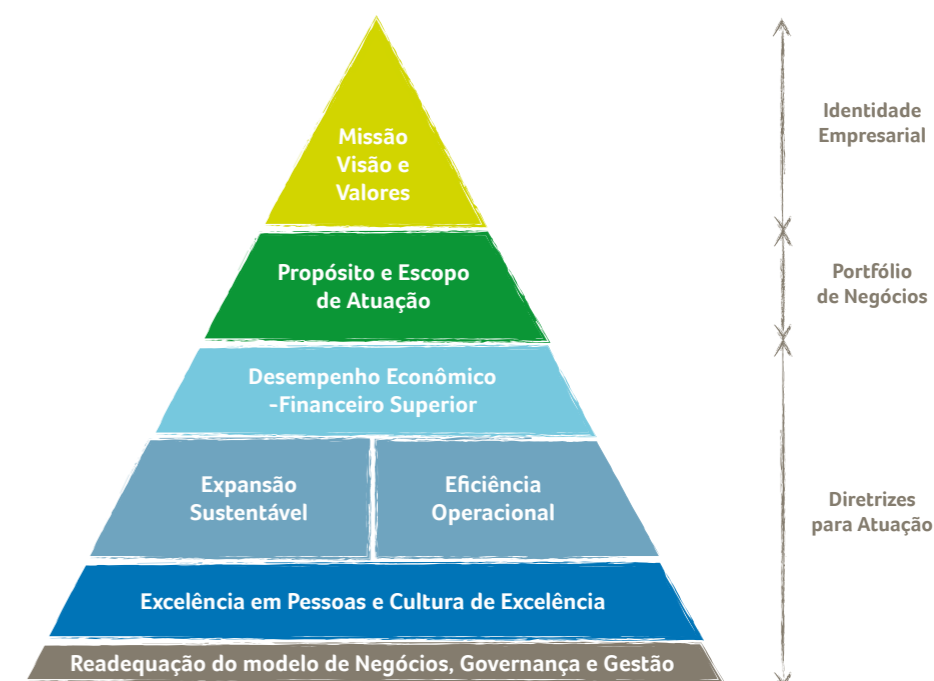 Missão
Visão e
Valores
Identidade
Empresarial
Propósito e Escopo
de Atuação
Portfólio
de Negócios
Desempenho Econômico
-Financeiro Superior
Expansão
Sustentável
Eficiência
Operacional
Diretrizes
para Atuação
Excelência em Pessoas e Cultura de Excelência
Readequação do modelo de Negócios, Governança e Gestão